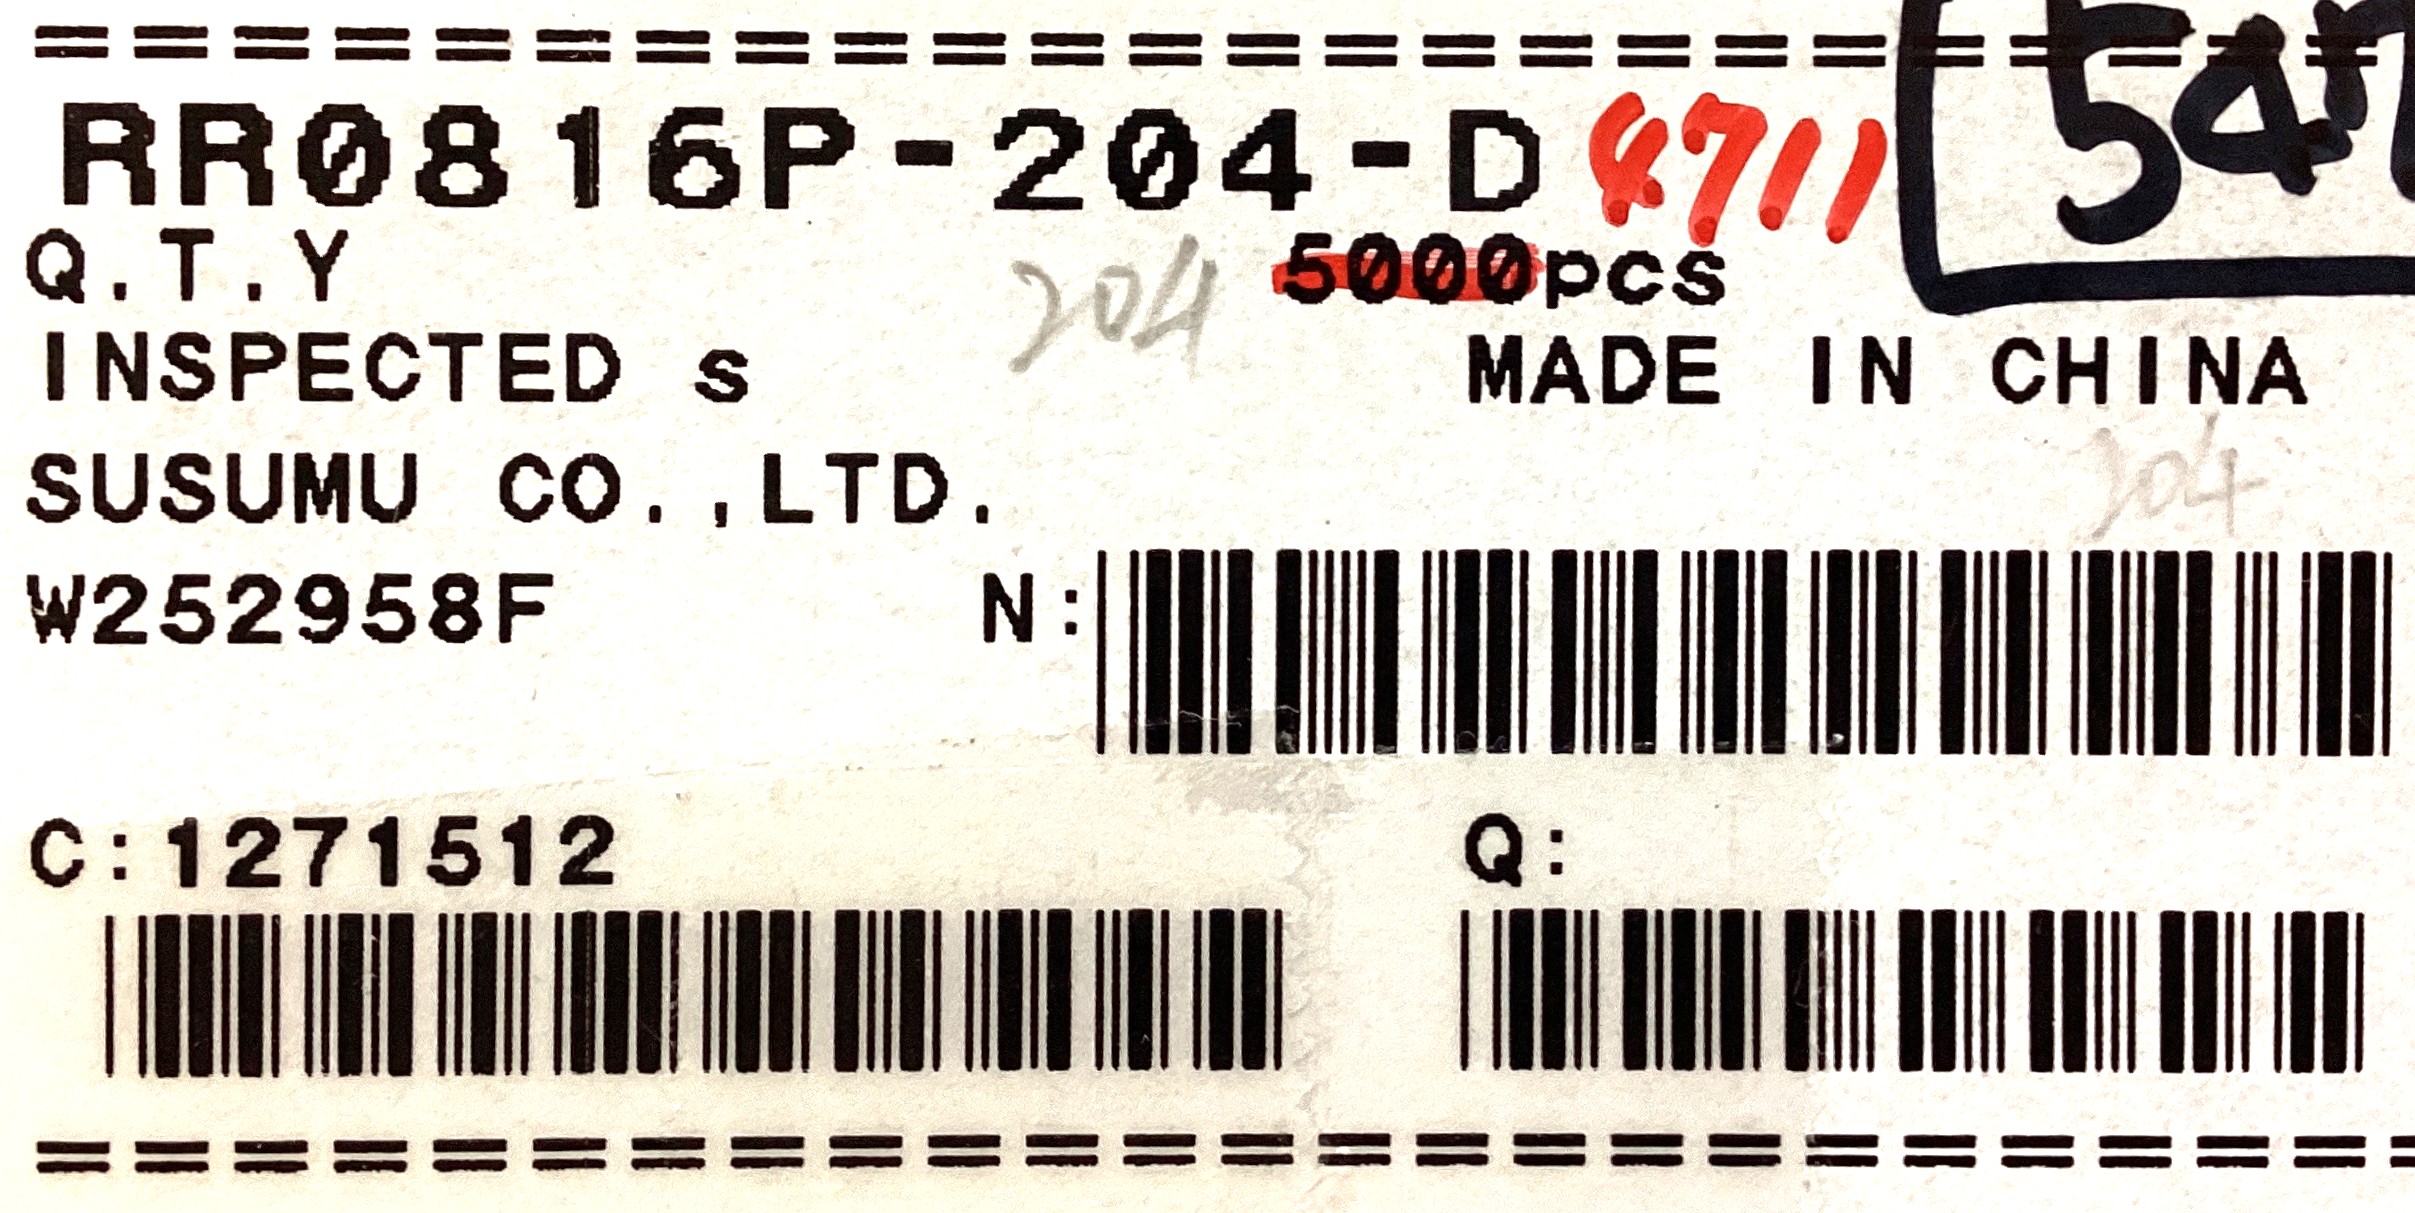 ====================== ==
RR0816P-204-D 4711
Q.T.Y 204 5000pcs
INSPECTED s MADE IN CHINA
204
SUSUMU CO.,LTD.
W252958F N:
C:1271512 Q:
=========================